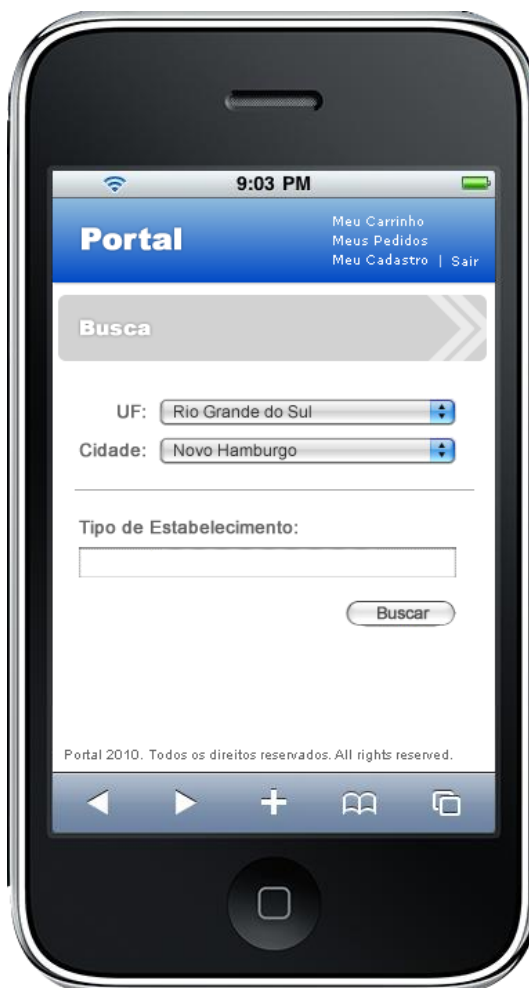 9:03 PM
Portal
Meu Carrinho
Meus Pedidos
Meu Cadastro | Sair
Busca
UF: Rio Grande do Sul
Cidade: Novo Hamburgo
Tipo de Estabelecimento:
Buscar
Portal 2010. Todos os direitos reservados. All rights reserved.